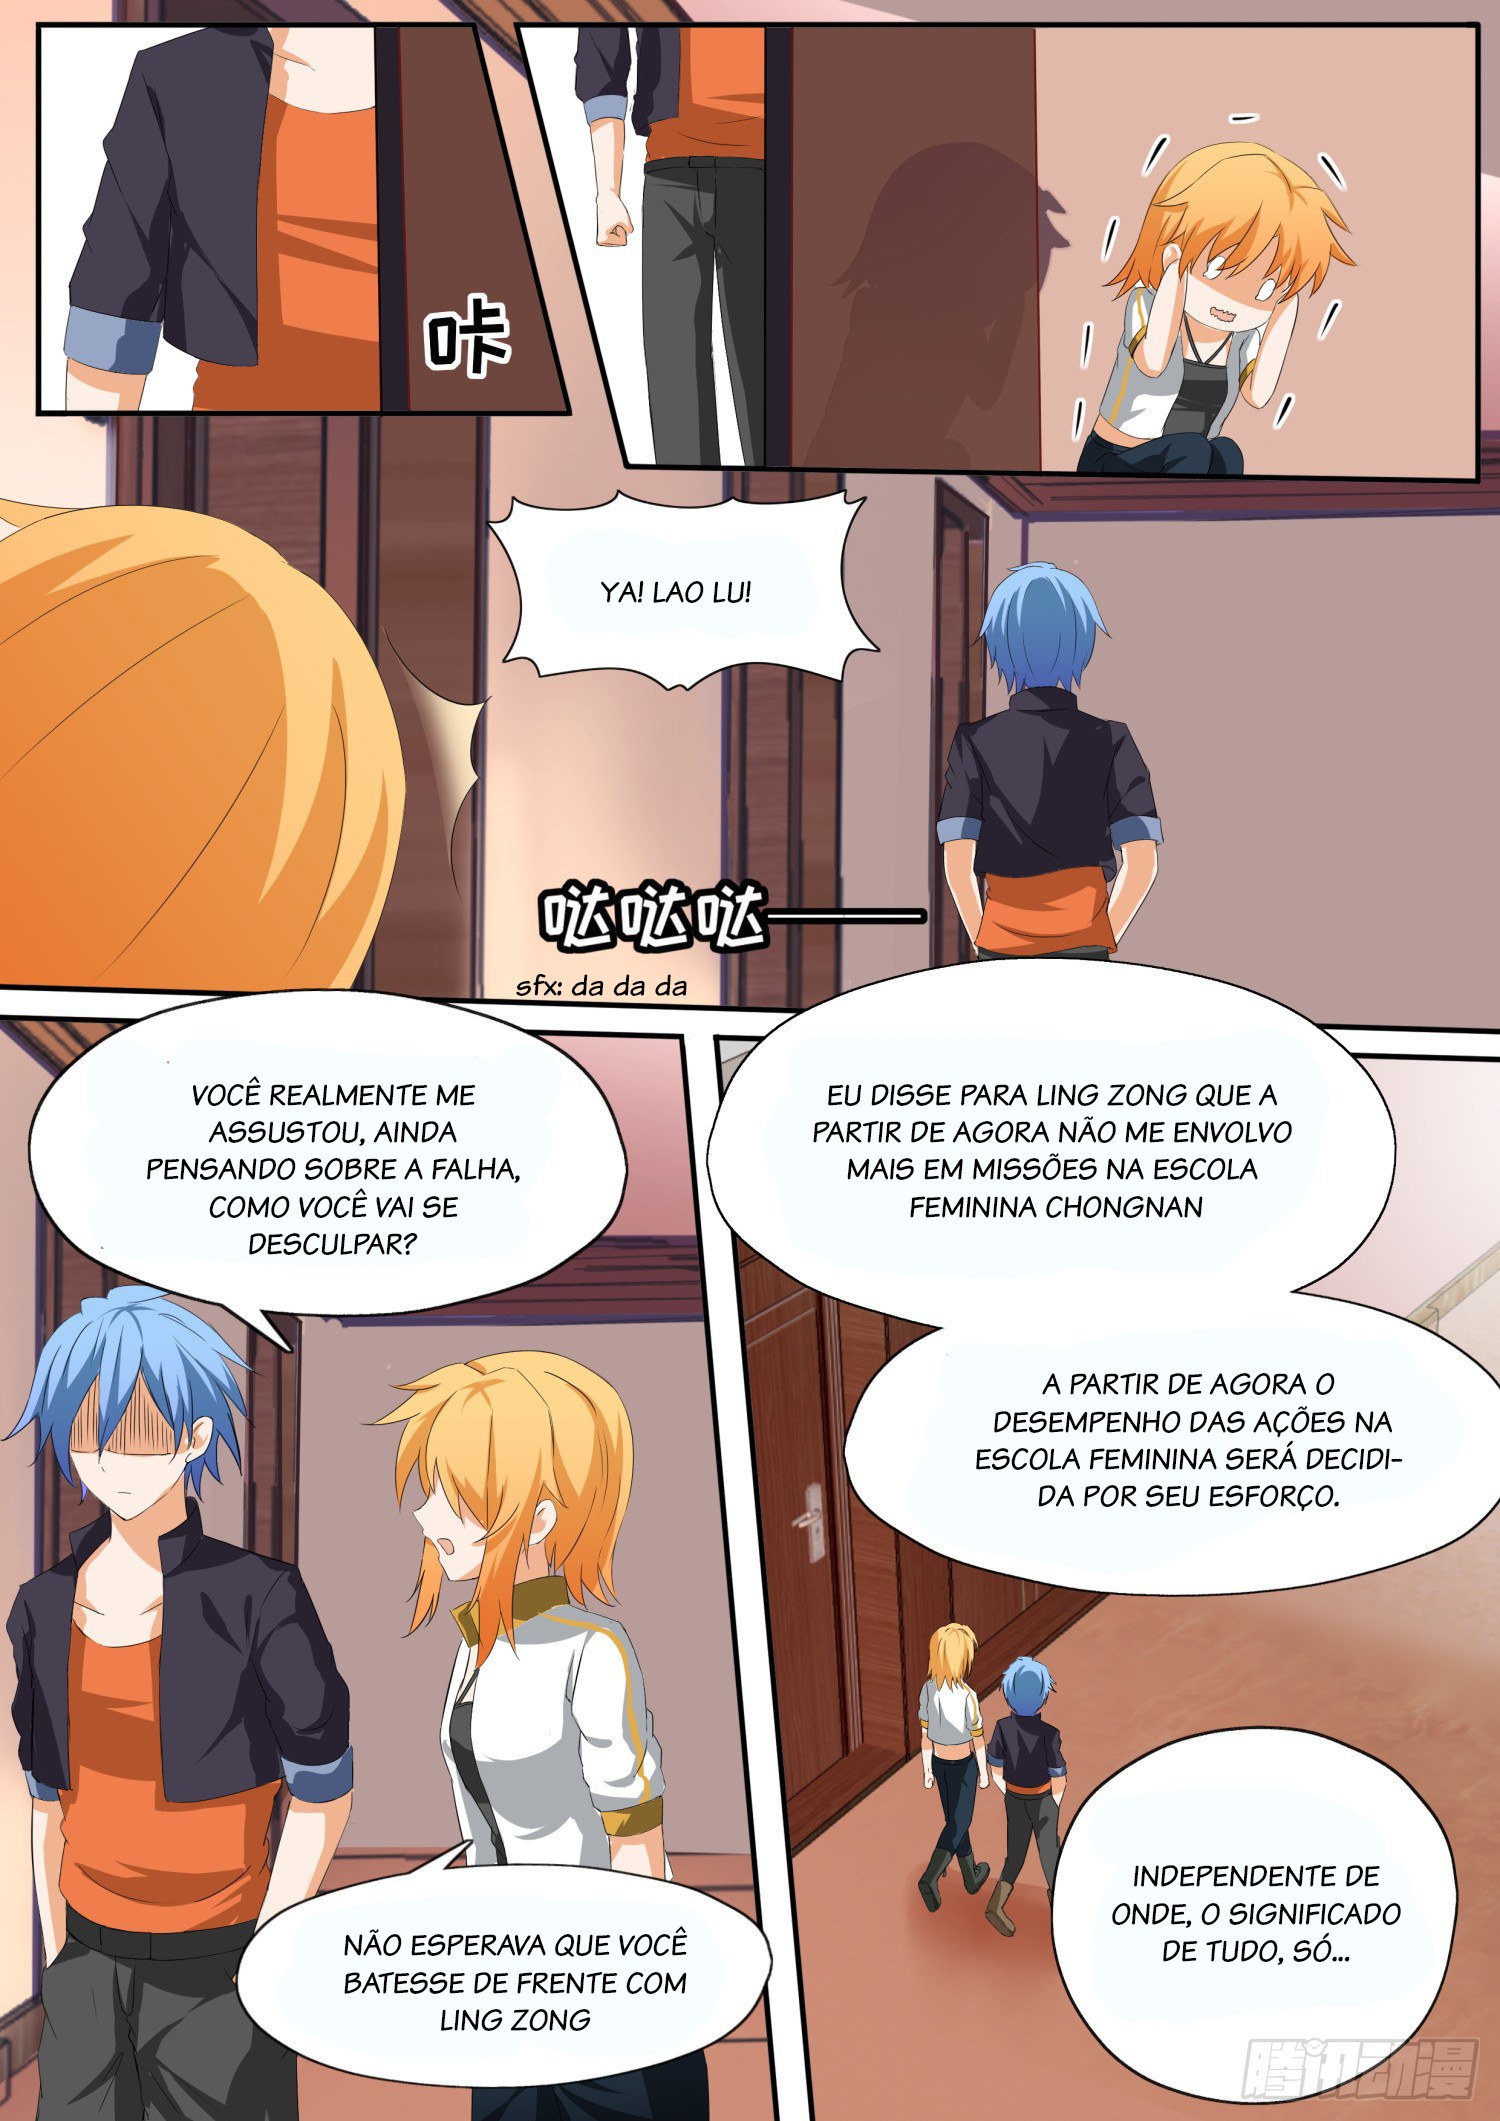 咔
YA! LAO LU!
哒哒哒——
sfx: da da da
VOCÊ REALMENTE ME
ASSUSTOU, AINDA
PENSANDO SOBRE A FALHA,
COMO VOCÊ VAI SE
DESCULPAR?
NÃO ESPERAVA QUE VOCÊ
BATESSE DE FRENTE COM
LING ZONG
EU DISSE PARA LING ZONG QUE A
PARTIR DE AGORA NÃO ME ENVOLVO
MAIS EM MISSÕES NA ESCOLA
FEMININA CHONGNAN
A PARTIR DE AGORA O
DESEMPENHO DAS AÇÕES NA
ESCOLA FEMININA SERÁ DECIDI-
DA POR SEU ESFORÇO.
INDEPENDENTE DE
ONDE, O SIGNIFICADO
DE TUDO, SÓ...
腾讯动漫